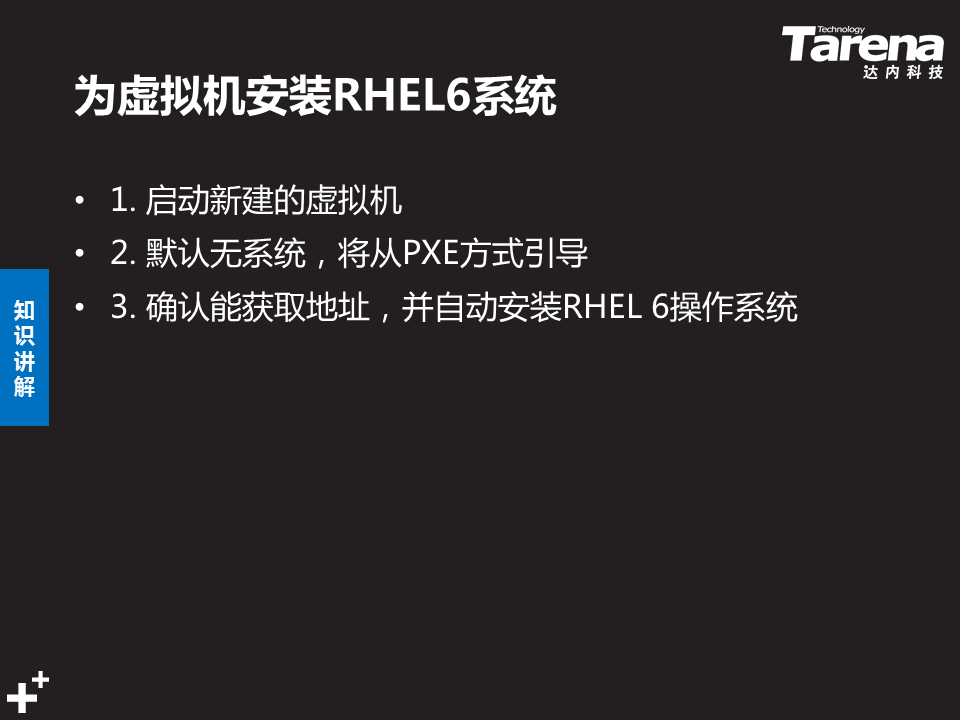 Technology
Tarena
达内科技
为虚拟机安装RHEL6系统
• 1. 启动新建的虚拟机
• 2. 默认无系统，将从PXE方式引导
• 3. 确认能获取地址，并自动安装RHEL 6操作系统
知
识
讲
解